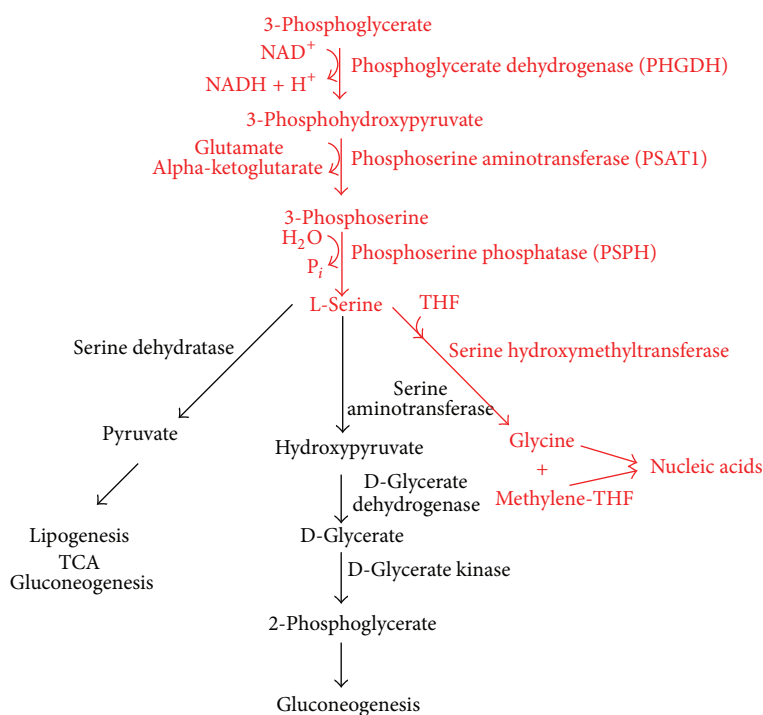 3-Phosphoglycerate
NAD+
NADH + H+
Phosphoglycerate dehydrogenase (PHGDH)
3-Phosphohydroxypyruvate
Glutamate
Alpha-ketoglutarate
Phosphoserine aminotransferase (PSAT1)
3-Phosphoserine
H2O
Pi
Phosphoserine phosphatase (PSPH)
L-Serine
THF
Serine dehydratase
Serine hydroxymethyltransferase
Serine
aminotransferase
Pyruvate
Hydroxypyruvate
Glycine
+
Methylene-THF
Nucleic acids
D-Glycerate
dehydrogenase
Lipogenesis
TCA
Gluconeogenesis
D-Glycerate
D-Glycerate kinase
2-Phosphoglycerate
Gluconeogenesis